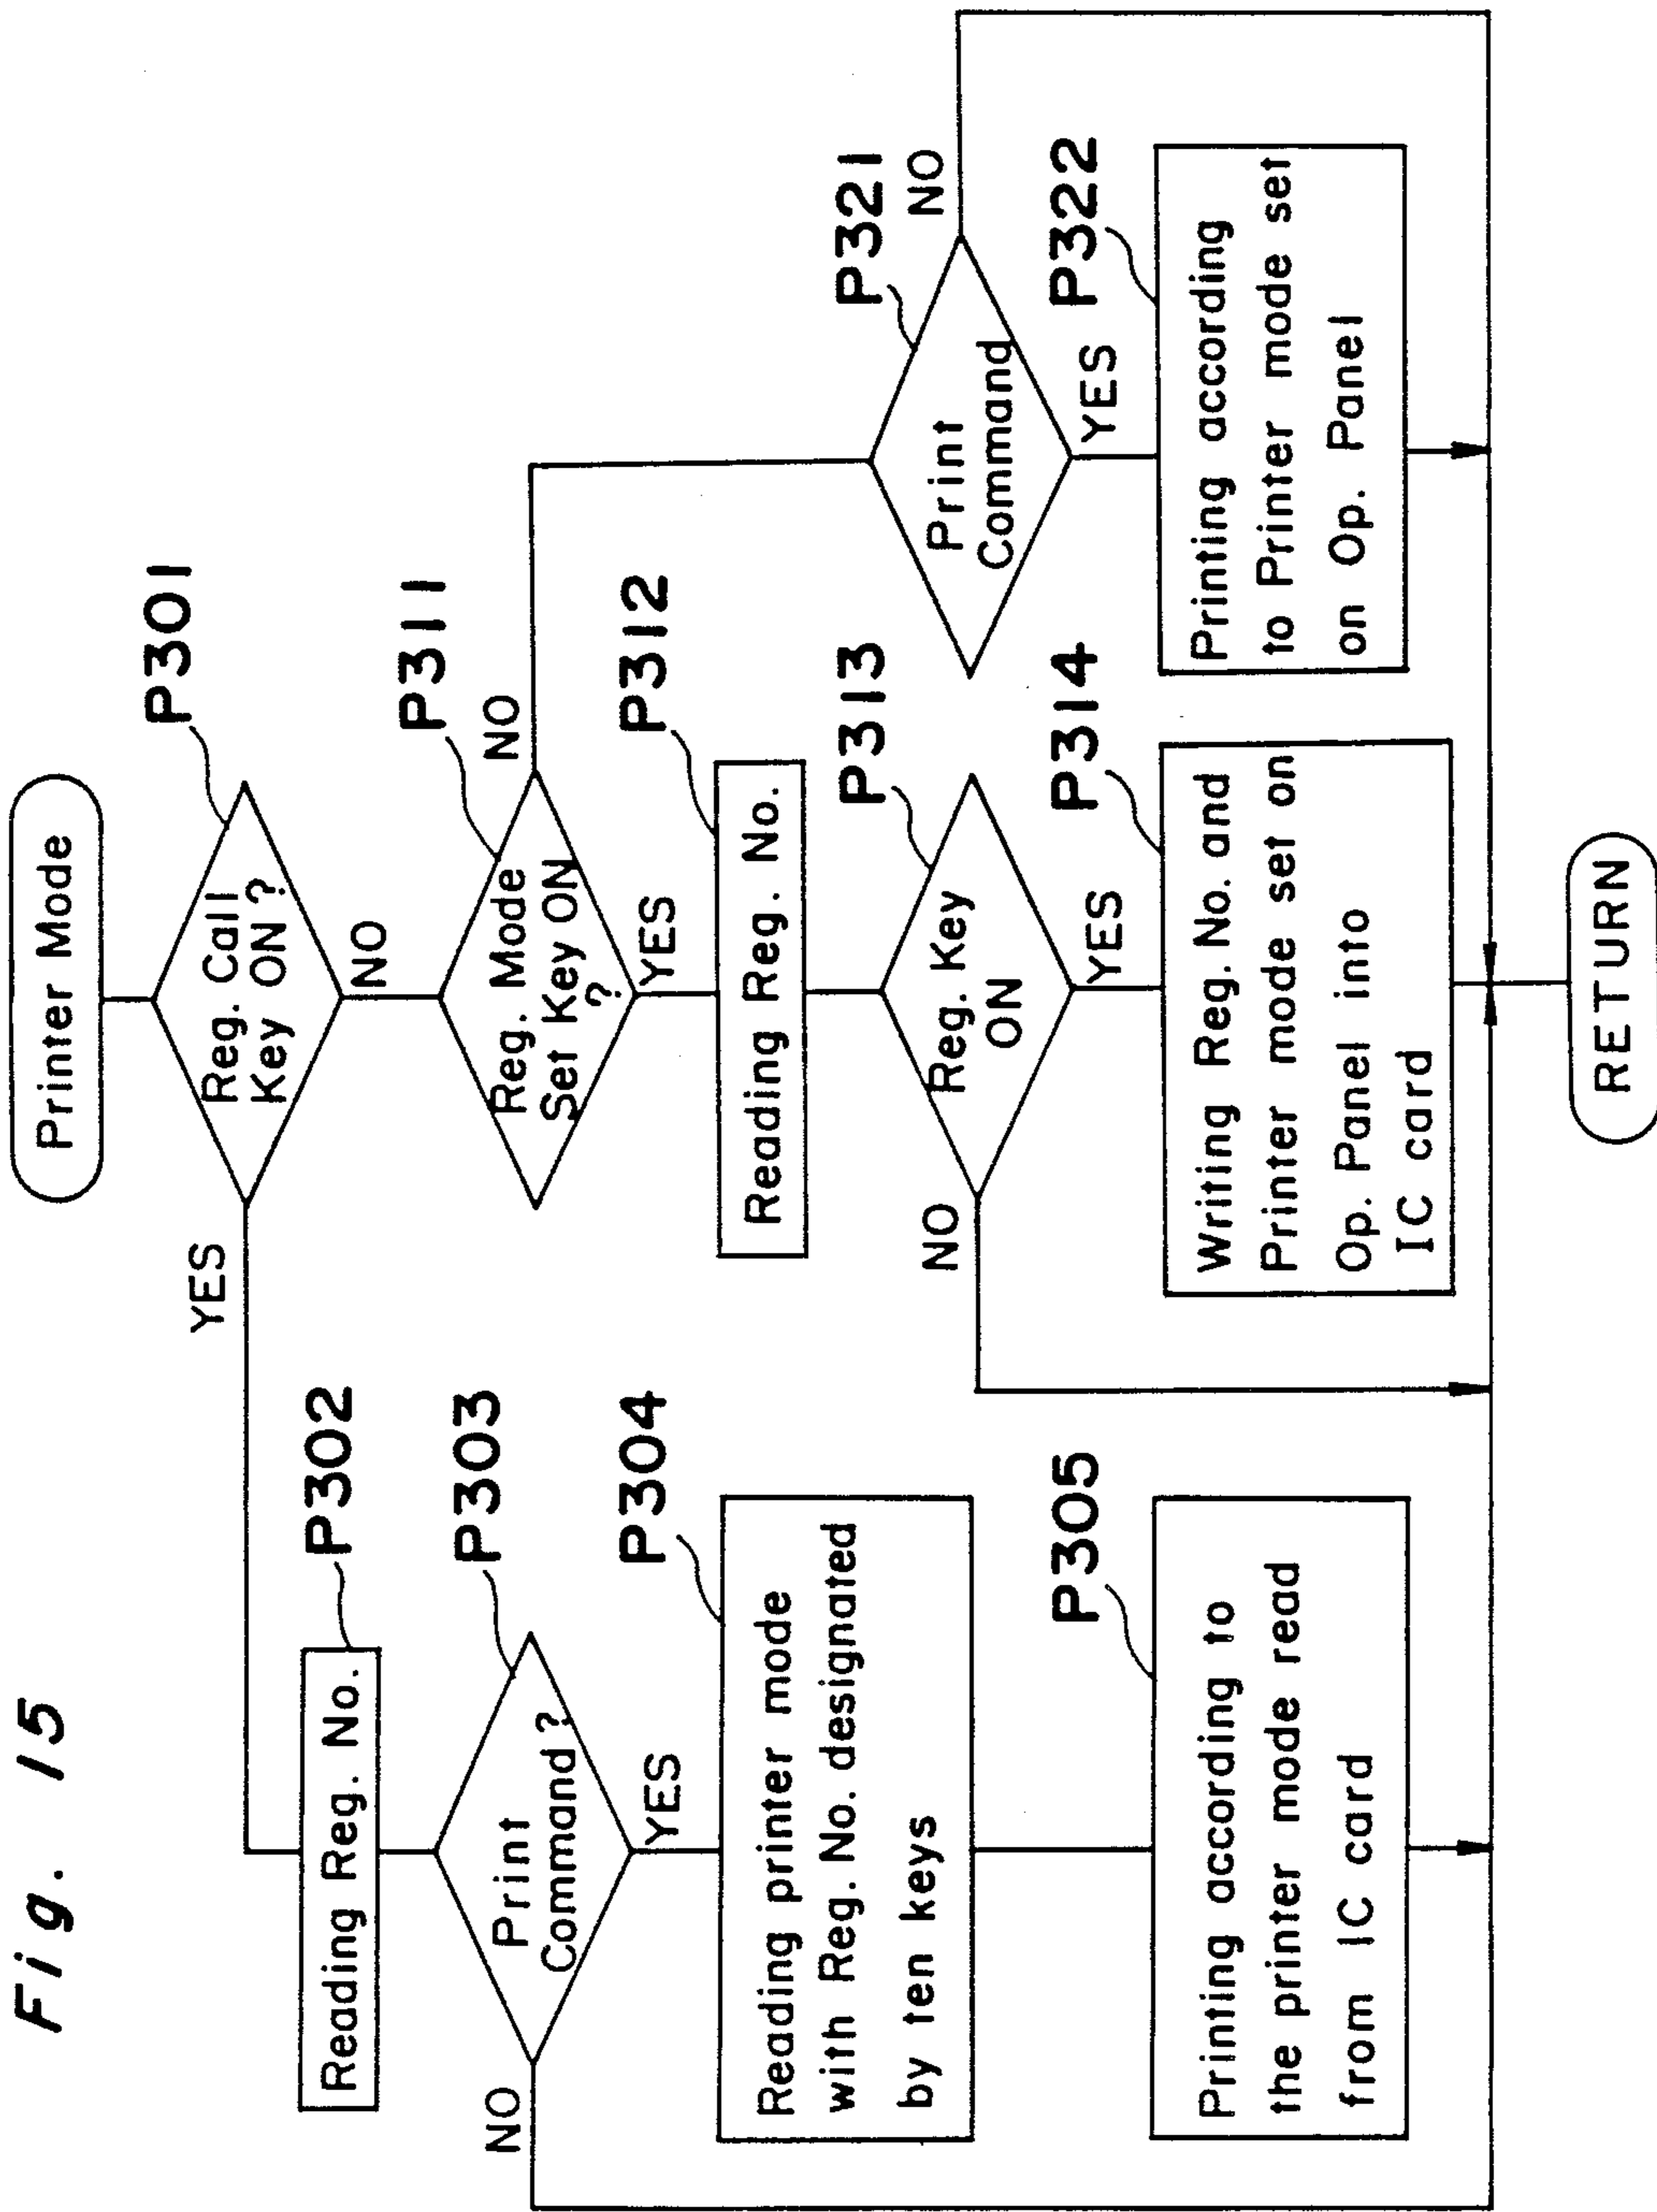 Fig. 15
Printer Mode
P301
Reg. Call
Key ON ?
YES
NO
P302
Reading Reg. No.
P303
Print
Command ?
NO
YES
P304
Reading printer mode
with Reg. No. designated
by ten keys
P305
Printing according to
the printer mode read
from IC card
P311
Reg. Mode
Set Key ON
?
NO
YES
P312
Reading Reg. No.
P313
Reg. Key
ON
NO
YES
P314
Writing Reg. No. and
Printer mode set on
Op. Panel into
IC card
P321
Print
Command
NO
YES
P322
Printing according
to Printer mode set
on Op. Panel
RETURN